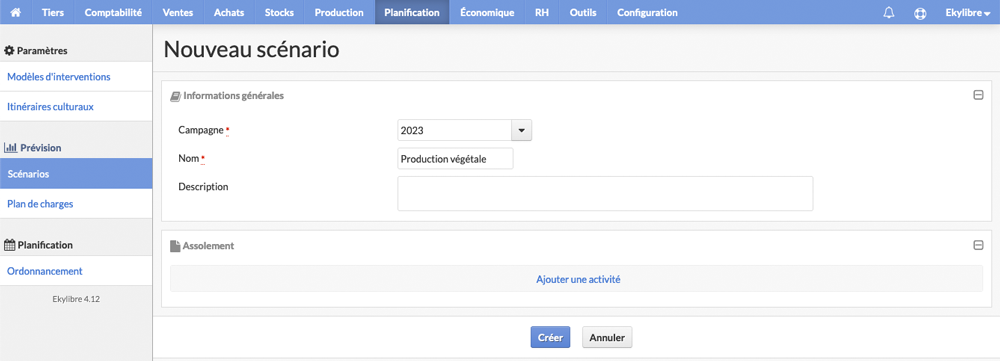 Tiers Comptabilité Ventes Achats Stocks Production Planification Économique RH Outils Configuration Ekylibre
Paramètres
Modèles d'interventions
Itinéraires culturaux
Prévision
Scénarios
Plan de charges
Planification
Ordonnancement
Ekylibre 4.12
Nouveau scénario
Informations générales
Campagne * 2023
Nom * Production végétale
Description
Assolement
Ajouter une activité
Créer Annuler